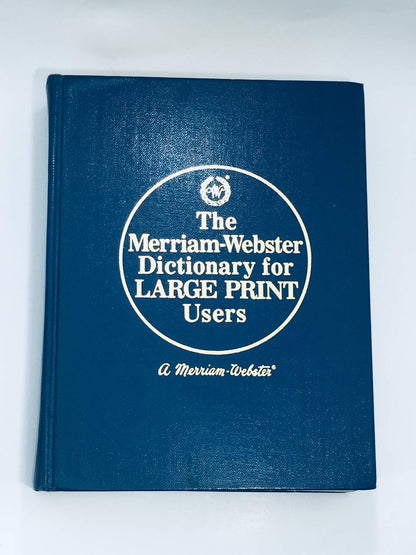 The
Merriam-Webster
Dictionary for
LARGE PRINT
Users
A Merriam-Webster®